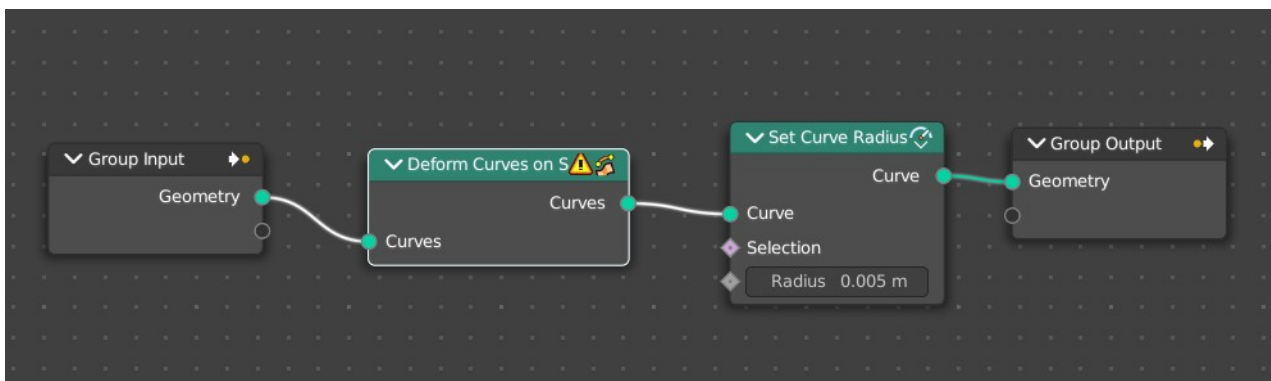 Group Input
Geometry
Deform Curves on S
Curves
Curves
Set Curve Radius
Curve
Curve
Selection
Radius 0.005 m
Group Output
Geometry